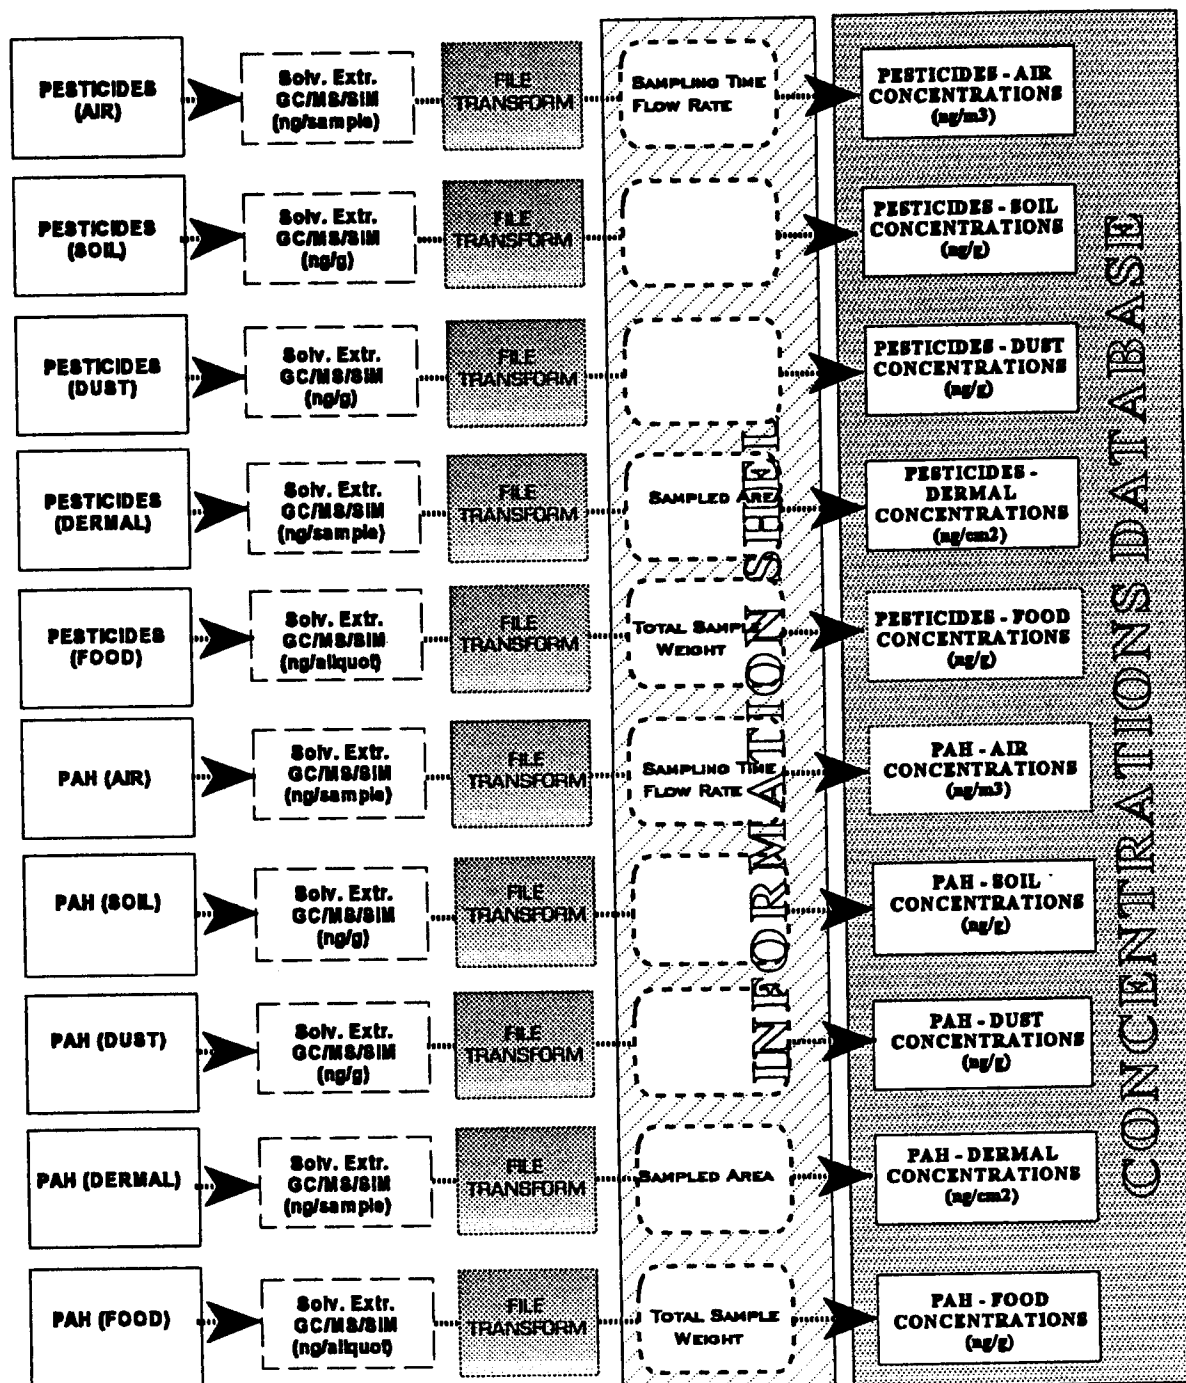 PESTICIDES
(AIR)
Solv. Extr.
GC/MS/SIM
(ng/sample)
FILE
TRANSFORM
SAMPLING TIME
FLOW RATE
PESTICIDES - AIR
CONCENTRATIONS
(ng/m3)
PESTICIDES
(SOIL)
Solv. Extr.
GC/MS/SIM
(ng/g)
FILE
TRANSFORM
PESTICIDES - SOIL
CONCENTRATIONS
(ng/g)
PESTICIDES
(DUST)
Solv. Extr.
GC/MS/SIM
(ng/g)
FILE
TRANSFORM
PESTICIDES - DUST
CONCENTRATIONS
(ng/g)
PESTICIDES
(DERMAL)
Solv. Extr.
GC/MS/SIM
(ng/sample)
FILE
TRANSFORM
SAMPLED AREA
PESTICIDES -
DERMAL
CONCENTRATIONS
(ng/cm2)
PESTICIDES
(FOOD)
Solv. Extr.
GC/MS/SIM
(ng/aliquot)
FILE
TRANSFORM
TOTAL SAMPLE
WEIGHT
PESTICIDES - FOOD
CONCENTRATIONS
(ng/g)
PAH (AIR)
Solv. Extr.
GC/MS/SIM
(ng/sample)
FILE
TRANSFORM
SAMPLING TIME
FLOW RATE
PAH - AIR
CONCENTRATIONS
(ng/m3)
PAH (SOIL)
Solv. Extr.
GC/MS/SIM
(ng/g)
FILE
TRANSFORM
PAH - SOIL
CONCENTRATIONS
(ng/g)
PAH (DUST)
Solv. Extr.
GC/MS/SIM
(ng/g)
FILE
TRANSFORM
PAH - DUST
CONCENTRATIONS
(ng/g)
PAH (DERMAL)
Solv. Extr.
GC/MS/SIM
(ng/sample)
FILE
TRANSFORM
SAMPLED AREA
PAH - DERMAL
CONCENTRATIONS
(ng/cm2)
PAH (FOOD)
Solv. Extr.
GC/MS/SIM
(ng/aliquot)
FILE
TRANSFORM
TOTAL SAMPLE
WEIGHT
PAH - FOOD
CONCENTRATIONS
(ng/g)
INFORMATION SHEL
CONCENTRATIONS DATABASE